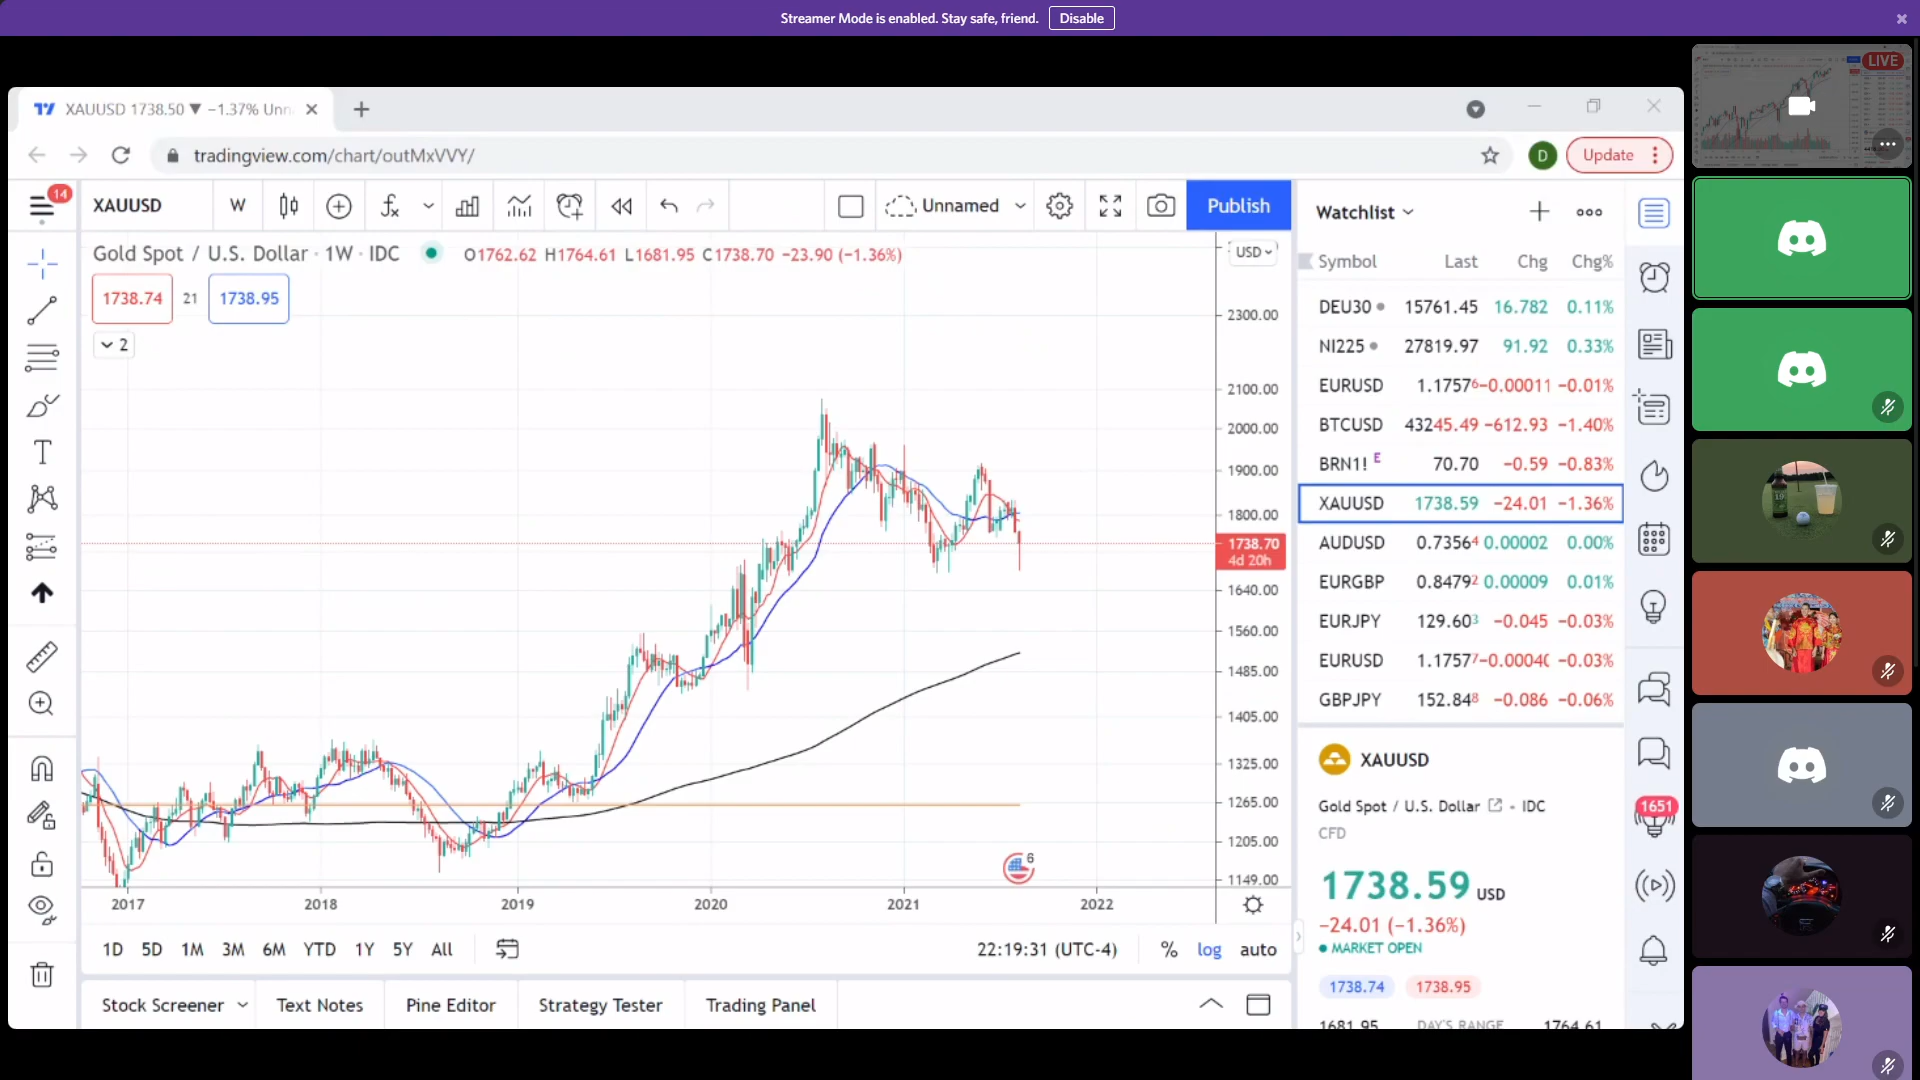 Streamer Mode is enabled. Stay safe, friend. Disable
LIVE
XAUUSD 1738.50 ▼ −1.37% Unn
tradingview.com/chart/outMxVVY/
D Update
14 XAUUSD W Unnamed Publish
Gold Spot / U.S. Dollar · 1W · IDC O1762.62 H1764.61 L1681.95 C1738.70 −23.90 (−1.36%)
1738.74 21 1738.95
2
USD
2300.00
2100.00
2000.00
1900.00
1800.00
1738.70
4d 20h
1640.00
1560.00
1485.00
1405.00
1325.00
1265.00
1205.00
1149.00
6
2017 2018 2019 2020 2021 2022
1D 5D 1M 3M 6M YTD 1Y 5Y All 22:19:31 (UTC-4) % log auto
Stock Screener Text Notes Pine Editor Strategy Tester Trading Panel
Watchlist
Symbol Last Chg Chg%
DEU30 15761.45 16.782 0.11%
NI225 27819.97 91.92 0.33%
EURUSD 1.17576 −0.00011 −0.01%
BTCUSD 43245.49 −612.93 −1.40%
BRN1! E 70.70 −0.59 −0.83%
XAUUSD 1738.59 −24.01 −1.36%
AUDUSD 0.73564 0.00002 0.00%
EURGBP 0.84792 0.00009 0.01%
EURJPY 129.603 −0.045 −0.03%
EURUSD 1.17577 −0.0004 −0.03%
GBPJPY 152.848 −0.086 −0.06%
XAUUSD
Gold Spot / U.S. Dollar · IDC
CFD
1738.59 USD
−24.01 (−1.36%)
MARKET OPEN
1738.74 1738.95
1681.95 DAY'S RANGE 1764.61
1651